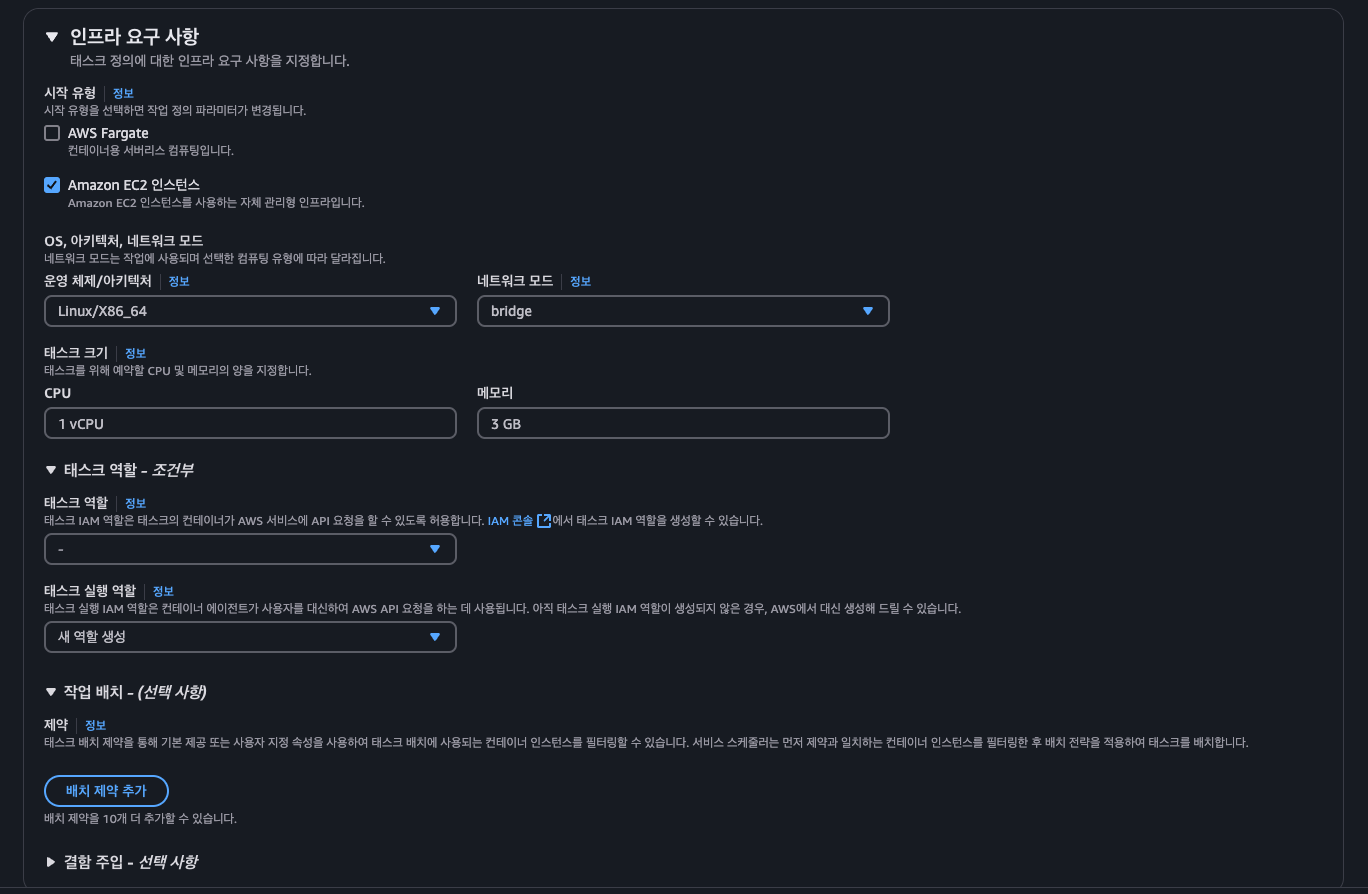 인프라 요구 사항
태스크 정의에 대한 인프라 요구 사항을 지정합니다.
시작 유형 정보
시작 유형을 선택하면 작업 정의 파라미터가 변경됩니다.
AWS Fargate
컨테이너용 서버리스 컴퓨팅입니다.
Amazon EC2 인스턴스
Amazon EC2 인스턴스를 사용하는 자체 관리형 인프라입니다.
OS, 아키텍처, 네트워크 모드
네트워크 모드는 작업에 사용되며 선택한 컴퓨팅 유형에 따라 달라집니다.
운영 체제/아키텍처 정보 네트워크 모드 정보
Linux/X86_64 bridge
태스크 크기 정보
태스크를 위해 예약할 CPU 및 메모리의 양을 지정합니다.
CPU 메모리
1 vCPU 3 GB
태스크 역할 - 조건부
태스크 역할 정보
태스크 IAM 역할은 태스크의 컨테이너가 AWS 서비스에 API 요청을 할 수 있도록 허용합니다. IAM 콘솔 에서 태스크 IAM 역할을 생성할 수 있습니다.
-
태스크 실행 역할 정보
태스크 실행 IAM 역할은 컨테이너 에이전트가 사용자를 대신하여 AWS API 요청을 하는 데 사용됩니다. 아직 태스크 실행 IAM 역할이 생성되지 않은 경우, AWS에서 대신 생성해 드릴 수 있습니다.
새 역할 생성
작업 배치 - (선택 사항)
제약 정보
태스크 배치 제약을 통해 기본 제공 또는 사용자 지정 속성을 사용하여 태스크 배치에 사용되는 컨테이너 인스턴스를 필터링할 수 있습니다. 서비스 스케줄러는 먼저 제약과 일치하는 컨테이너 인스턴스를 필터링한 후 배치 전략을 적용하여 태스크를 배치합니다.
배치 제약 추가
배치 제약을 10개 더 추가할 수 있습니다.
결함 주입 - 선택 사항